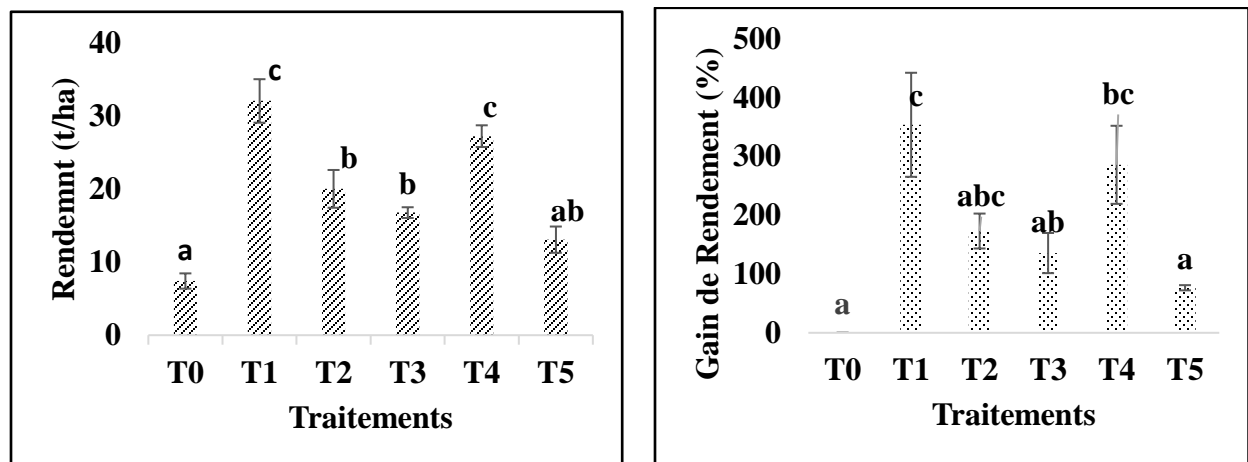 Rendemnt (t/ha)
40
30
20
10
0
a
c
b
b
c
ab
T0 T1 T2 T3 T4 T5
Traitements
Gain de Rendement (%)
500
400
300
200
100
0
a
c
abc
ab
bc
a
T0 T1 T2 T3 T4 T5
Traitements